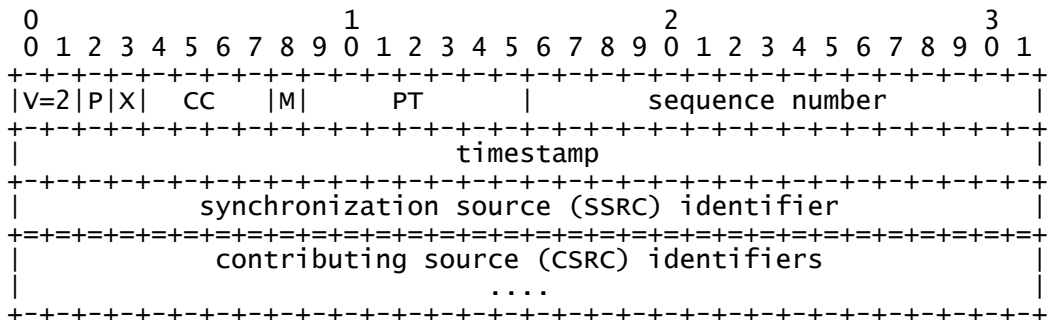 0                   1                   2                   3
0 1 2 3 4 5 6 7 8 9 0 1 2 3 4 5 6 7 8 9 0 1 2 3 4 5 6 7 8 9 0 1
+-+-+-+-+-+-+-+-+-+-+-+-+-+-+-+-+-+-+-+-+-+-+-+-+-+-+-+-+-+-+-+-+
|V=2|P|X|  CC   |M|     PT      |       sequence number         |
+-+-+-+-+-+-+-+-+-+-+-+-+-+-+-+-+-+-+-+-+-+-+-+-+-+-+-+-+-+-+-+-+
|                           timestamp                           |
+-+-+-+-+-+-+-+-+-+-+-+-+-+-+-+-+-+-+-+-+-+-+-+-+-+-+-+-+-+-+-+-+
|           synchronization source (SSRC) identifier            |
+=+=+=+=+=+=+=+=+=+=+=+=+=+=+=+=+=+=+=+=+=+=+=+=+=+=+=+=+=+=+=+=+
|            contributing source (CSRC) identifiers             |
|                             ....                              |
+-+-+-+-+-+-+-+-+-+-+-+-+-+-+-+-+-+-+-+-+-+-+-+-+-+-+-+-+-+-+-+-+